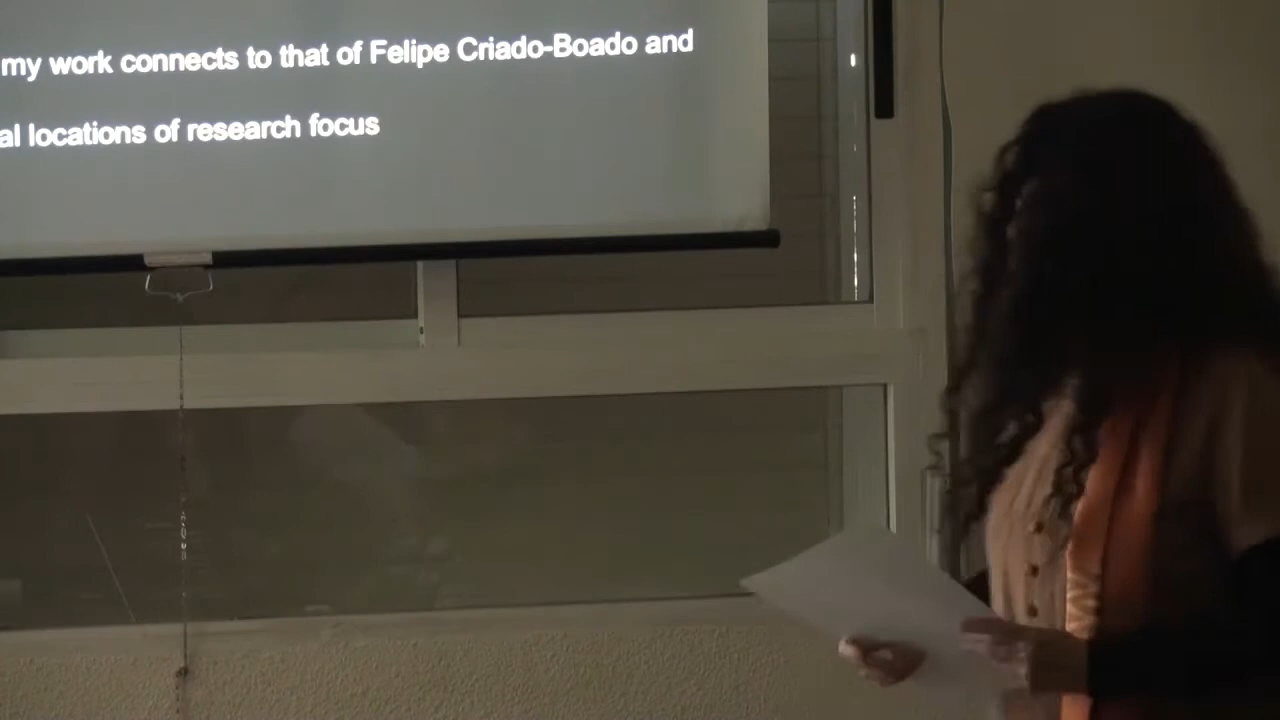 my work connects to that of Felipe Criado-Boado and
al locations of research focus